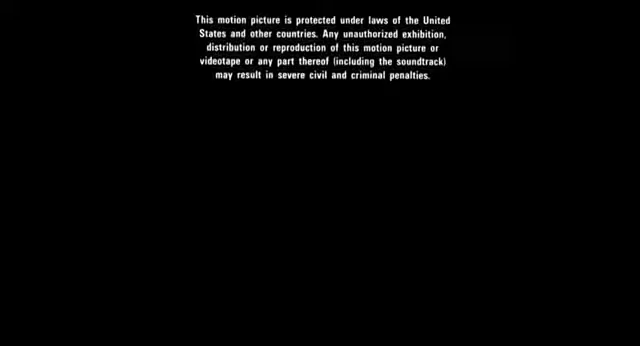 This motion picture is protected under laws of the United
States and other countries. Any unauthorized exhibition,
distribution or reproduction of this motion picture or
videotape or any part thereof (including the soundtrack)
may result in severe civil and criminal penalties.